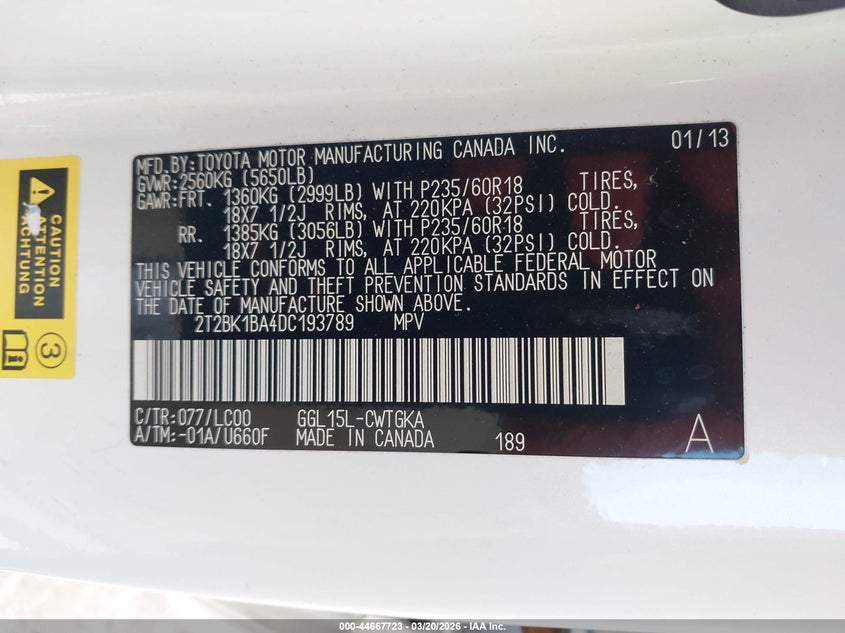 MFD.BY:TOYOTA MOTOR MANUFACTURING CANADA INC. 01/13
GVWR:2560KG (5650LB)
GAWR:FRT. 1360KG (2999LB) WITH P235/60R18 TIRES,
18X7 1/2J RIMS, AT 220KPA (32PSI) COLD.
RR. 1385KG (3056LB) WITH P235/60R18 TIRES,
18X7 1/2J RIMS, AT 220KPA (32PSI) COLD.
THIS VEHICLE CONFORMS TO ALL APPLICABLE FEDERAL MOTOR
VEHICLE SAFETY AND THEFT PREVENTION STANDARDS IN EFFECT ON
THE DATE OF MANUFACTURE SHOWN ABOVE.
2T2BK1BA4DC193789 MPV
C/TR:077/LC00 GGL15L-CWTGKA
A/TM:-01A/U660F MADE IN CANADA 189 A
CAUTION
ATTENTION
ACHTUNG
3
000-44667723 - 03/20/2026 - IAA Inc.